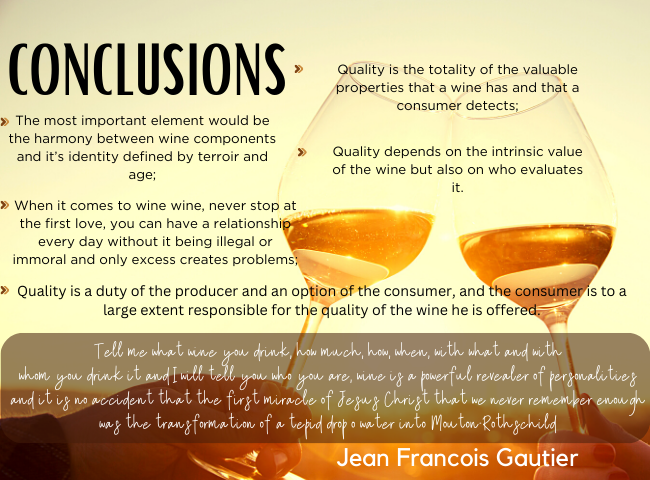 CONCLUSIONS
The most important element would be
the harmony between wine components
and it's identity defined by terroir and
age;
When it comes to wine wine, never stop at
the first love, you can have a relationship
every day without it being illegal or
immoral and only excess creates problems;
Quality is the totality of the valuable
properties that a wine has and that a
consumer detects;
Quality depends on the intrinsic value
of the wine but also on who evaluates
it.
Quality is a duty of the producer and an option of the consumer, and the consumer is to a
large extent responsible for the quality of the wine he is offered.
Tell me what wine you drink, how much, how, when, with what and with
whom you drink it and I will tell you who you are, wine is a powerful revealer of personalities
and it is no accident that the first miracle of Jesus Christ that we never remember enough
was the transformation of a tepid drop o water into Mouton-Rothschild
Jean Francois Gautier